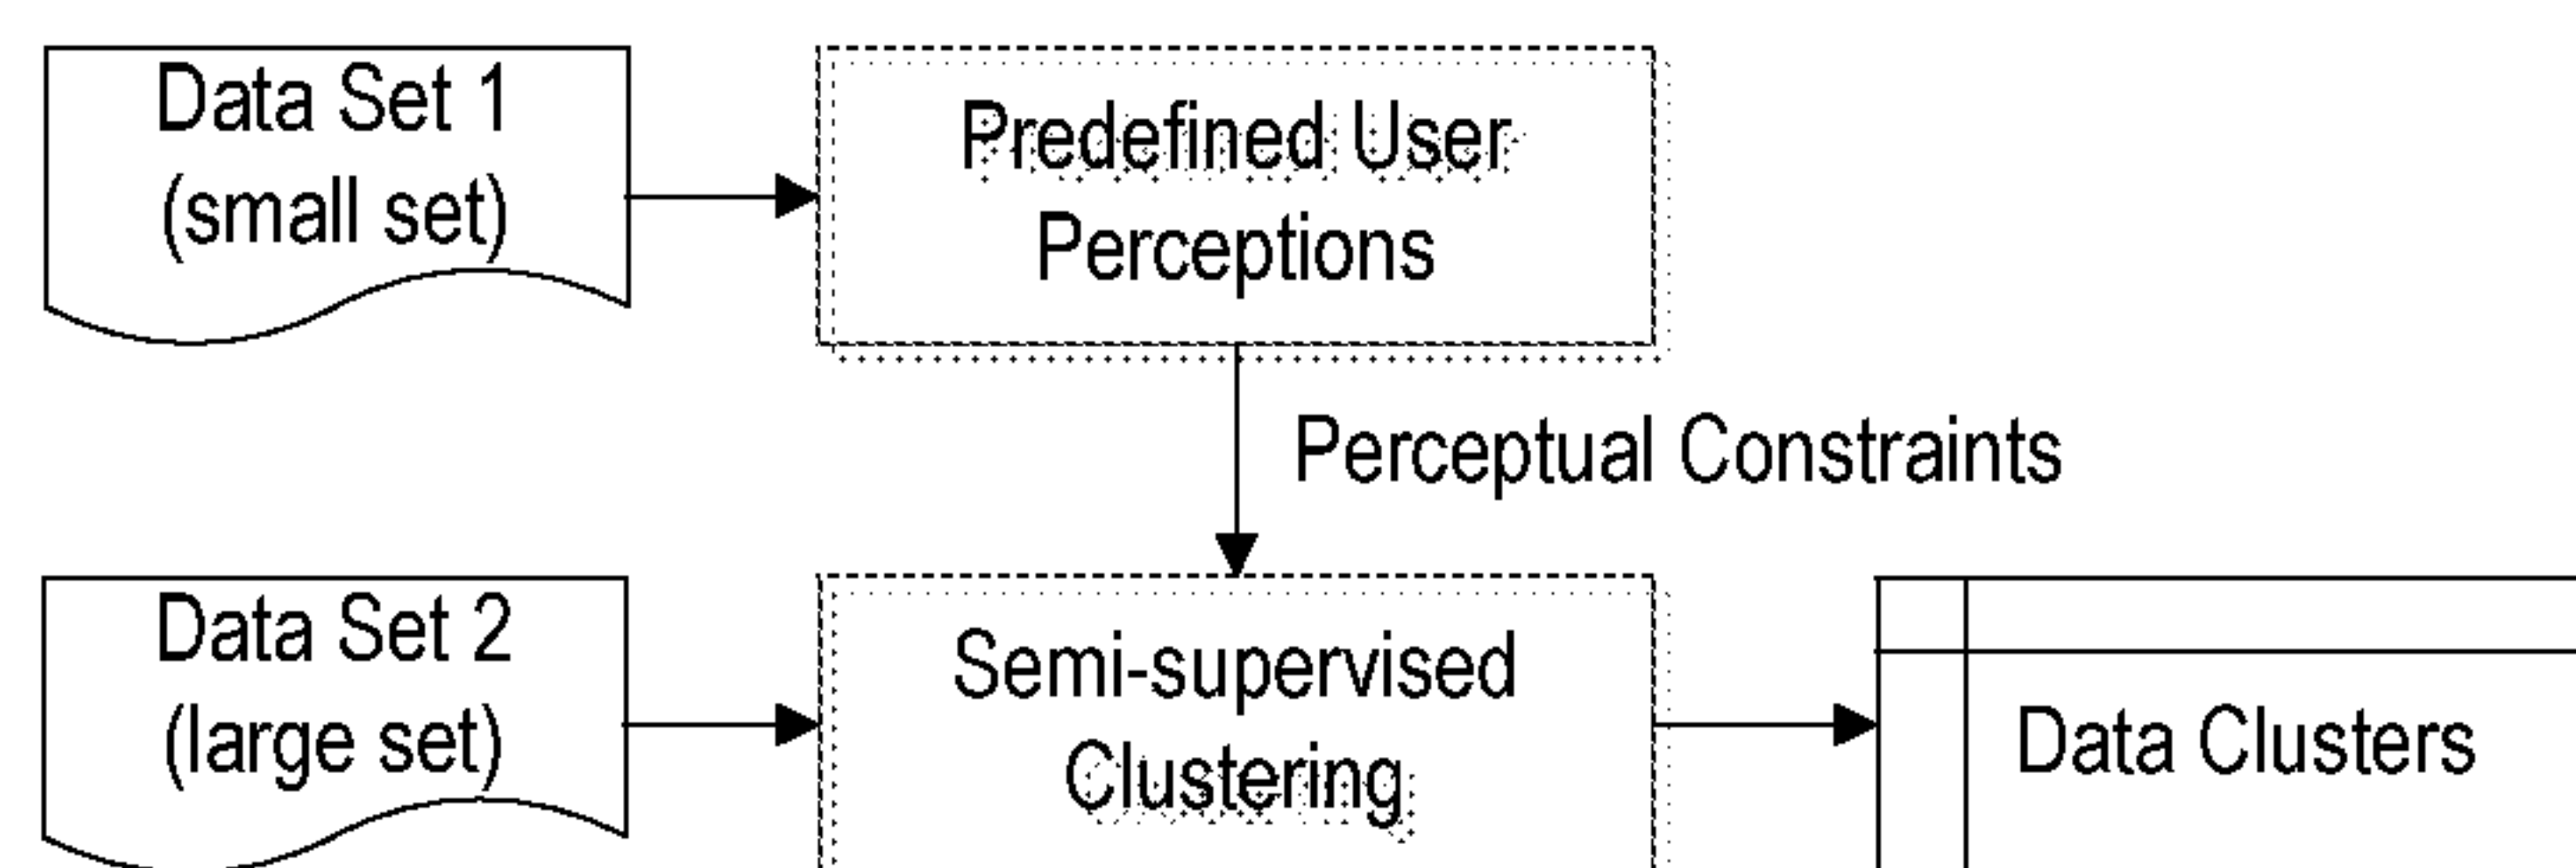 Data Set 1
(small set)
Predefined User
Perceptions
Perceptual Constraints
Data Set 2
(large set)
Semi-supervised
Clustering
Data Clusters